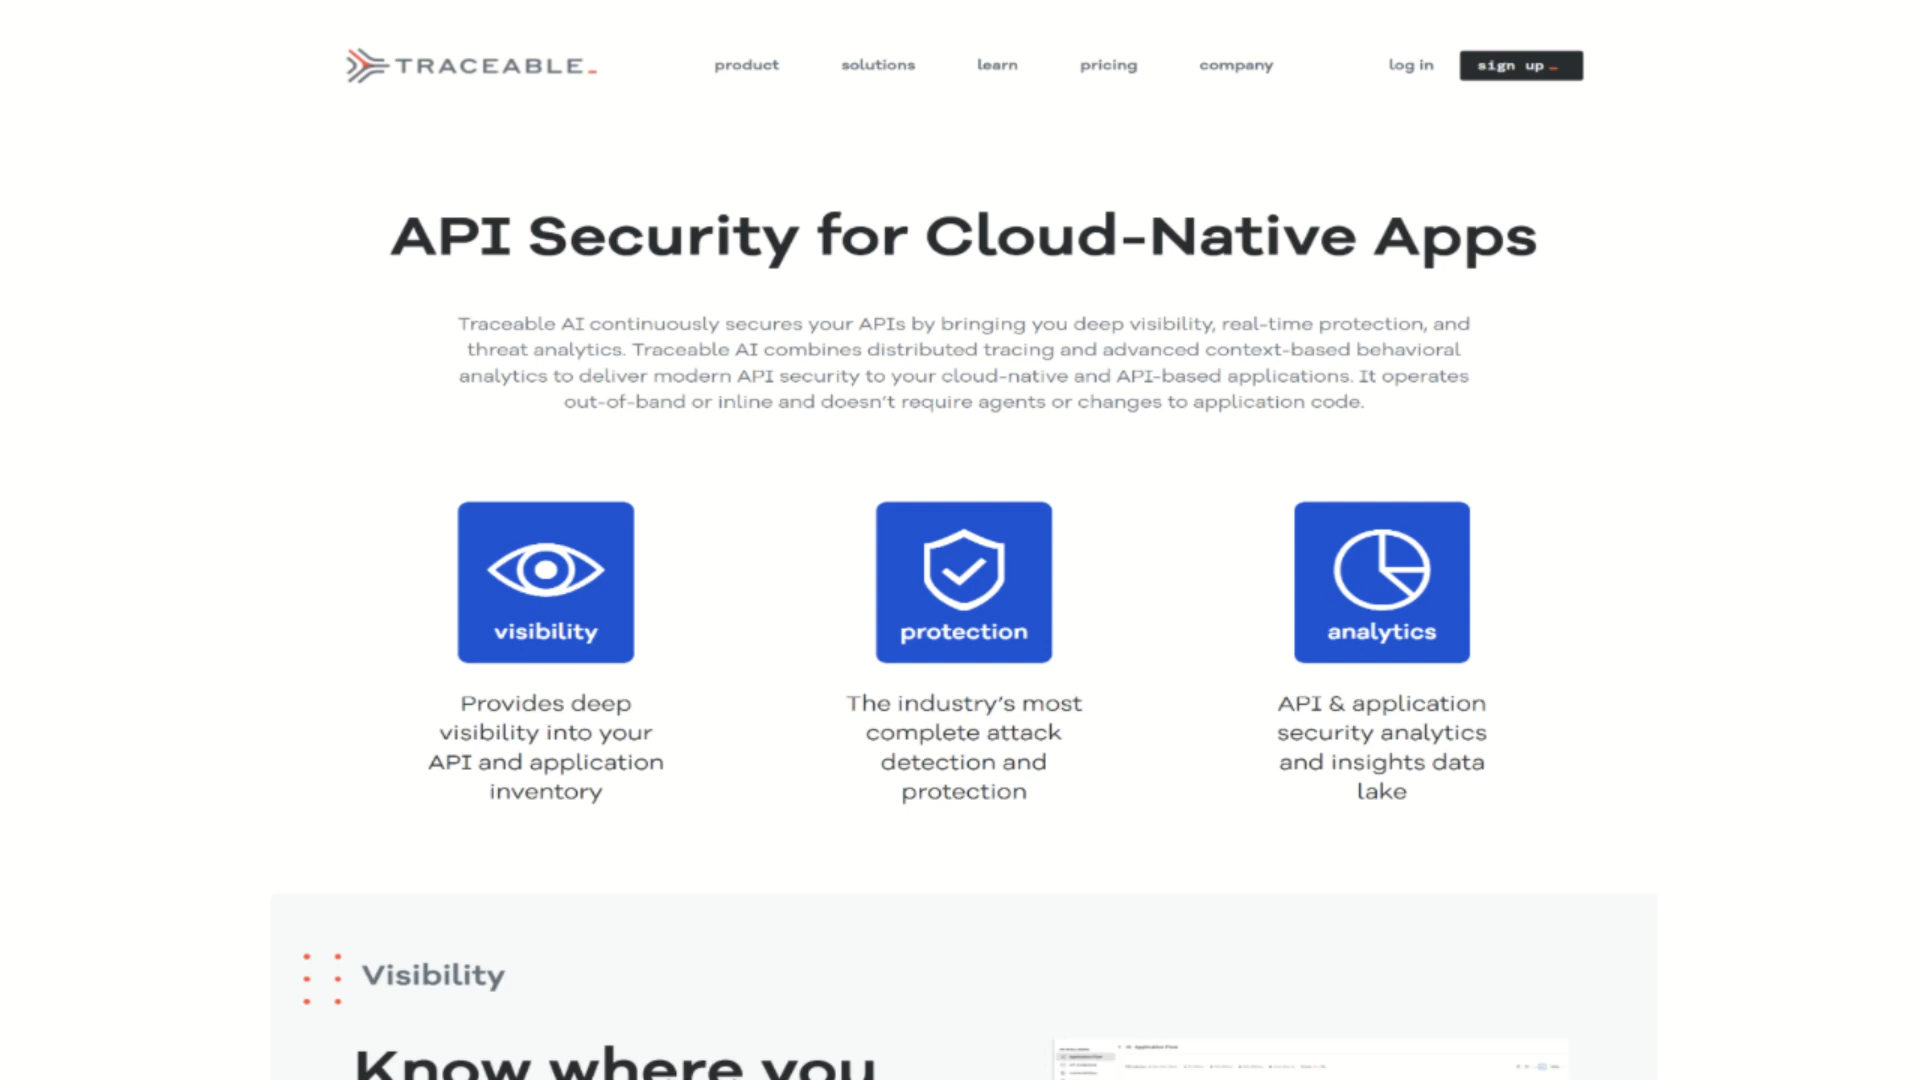 TRACEABLE_
product solutions learn pricing company log in sign up_
API Security for Cloud-Native Apps
Traceable AI continuously secures your APIs by bringing you deep visibility, real-time protection, and
threat analytics. Traceable AI combines distributed tracing and advanced context-based behavioral
analytics to deliver modern API security to your cloud-native and API-based applications. It operates
out-of-band or inline and doesn't require agents or changes to application code.
visibility
Provides deep
visibility into your
API and application
inventory
protection
The industry's most
complete attack
detection and
protection
analytics
API & application
security analytics
and insights data
lake
Visibility
Know where you
Application Flow